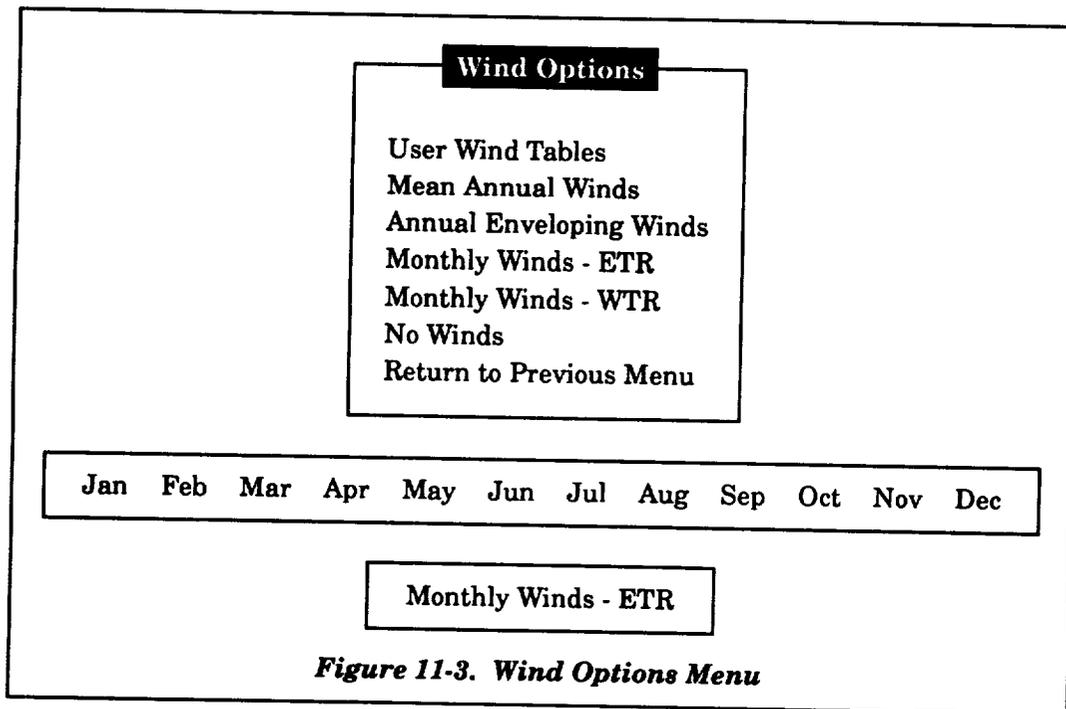 Wind Options
User Wind Tables
Mean Annual Winds
Annual Enveloping Winds
Monthly Winds - ETR
Monthly Winds - WTR
No Winds
Return to Previous Menu
Jan Feb Mar Apr May Jun Jul Aug Sep Oct Nov Dec
Monthly Winds - ETR
Figure 11-3. Wind Options Menu